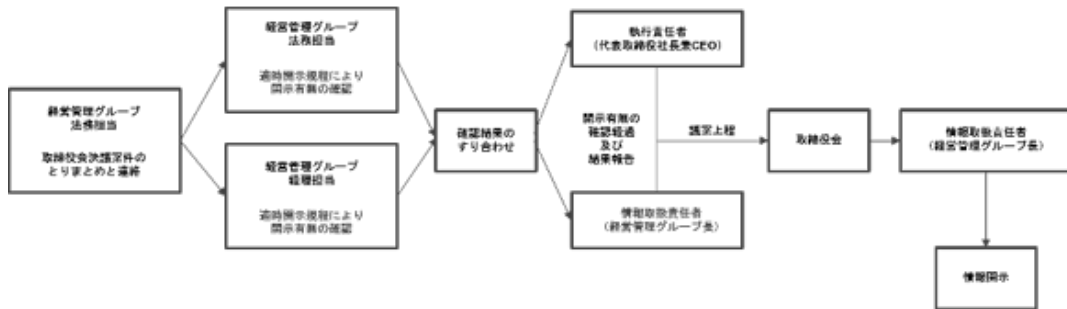 経営管理グループ
法務担当
取締役会決議案件の
とりまとめと連絡
経営管理グループ
法務担当
適時開示規程により
開示有無の確認
経営管理グループ
経理担当
適時開示規程により
開示有無の確認
確認結果の
すり合わせ
執行責任者
（代表取締役社長兼CEO）
開示有無の
確認経過
及び
結果報告
情報取扱責任者
（経営管理グループ長）
議案上程
取締役会
情報取扱責任者
（経営管理グループ長）
情報開示